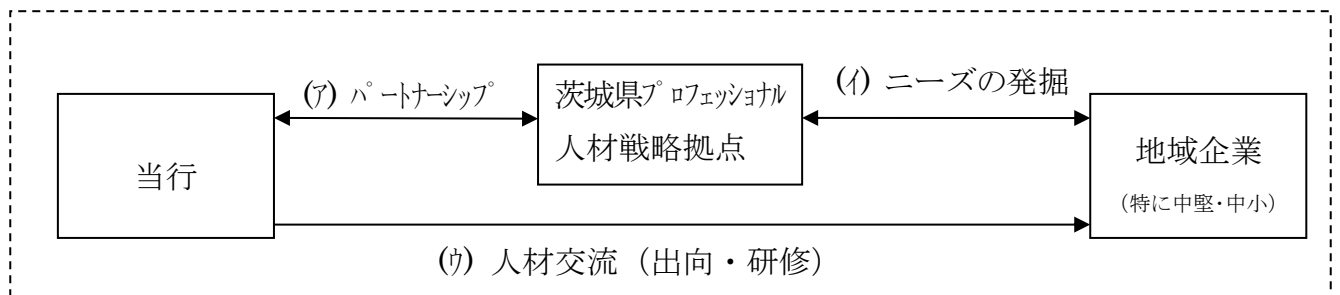 (ｱ) ﾊﾟｰﾄﾅｰｼｯﾌﾟ
茨城県ﾌﾟﾛﾌｪｯｼｮﾅﾙ
人材戦略拠点
(ｲ) ニーズの発掘
当行
地域企業
(特に中堅・中小)
(ｳ) 人材交流（出向・研修）